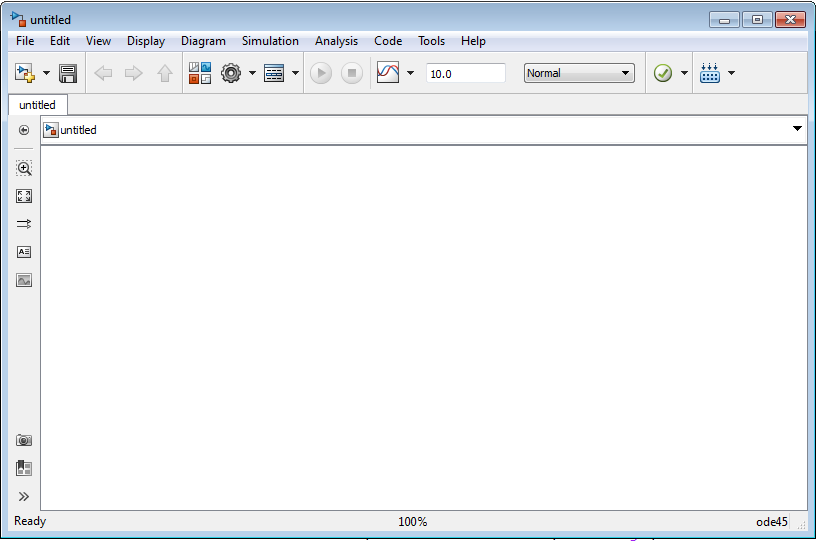 untitled
File Edit View Display Diagram Simulation Analysis Code Tools Help
10.0 Normal
untitled
untitled
Ready 100% ode45